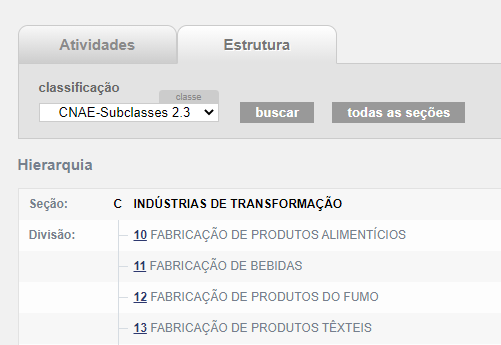 Atividades Estrutura
classificação
classe
CNAE-Subclasses 2.3 buscar todas as seções
Hierarquia
Seção: C INDÚSTRIAS DE TRANSFORMAÇÃO
Divisão: 10 FABRICAÇÃO DE PRODUTOS ALIMENTÍCIOS
11 FABRICAÇÃO DE BEBIDAS
12 FABRICAÇÃO DE PRODUTOS DO FUMO
13 FABRICAÇÃO DE PRODUTOS TÊXTEIS